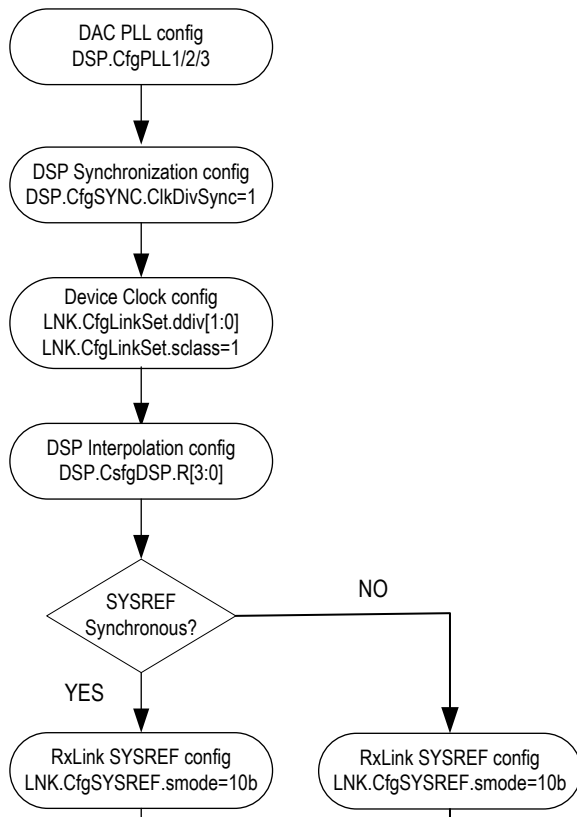 DAC PLL config
DSP.CfgPLL1/2/3
DSP Synchronization config
DSP.CfgSYNC.ClkDivSync=1
Device Clock config
LNK.CfgLinkSet.ddiv[1:0]
LNK.CfgLinkSet.sclass=1
DSP Interpolation config
DSP.CsfgDSP.R[3:0]
SYSREF
Synchronous?
NO
YES
RxLink SYSREF config
LNK.CfgSYSREF.smode=10b
RxLink SYSREF config
LNK.CfgSYSREF.smode=10b